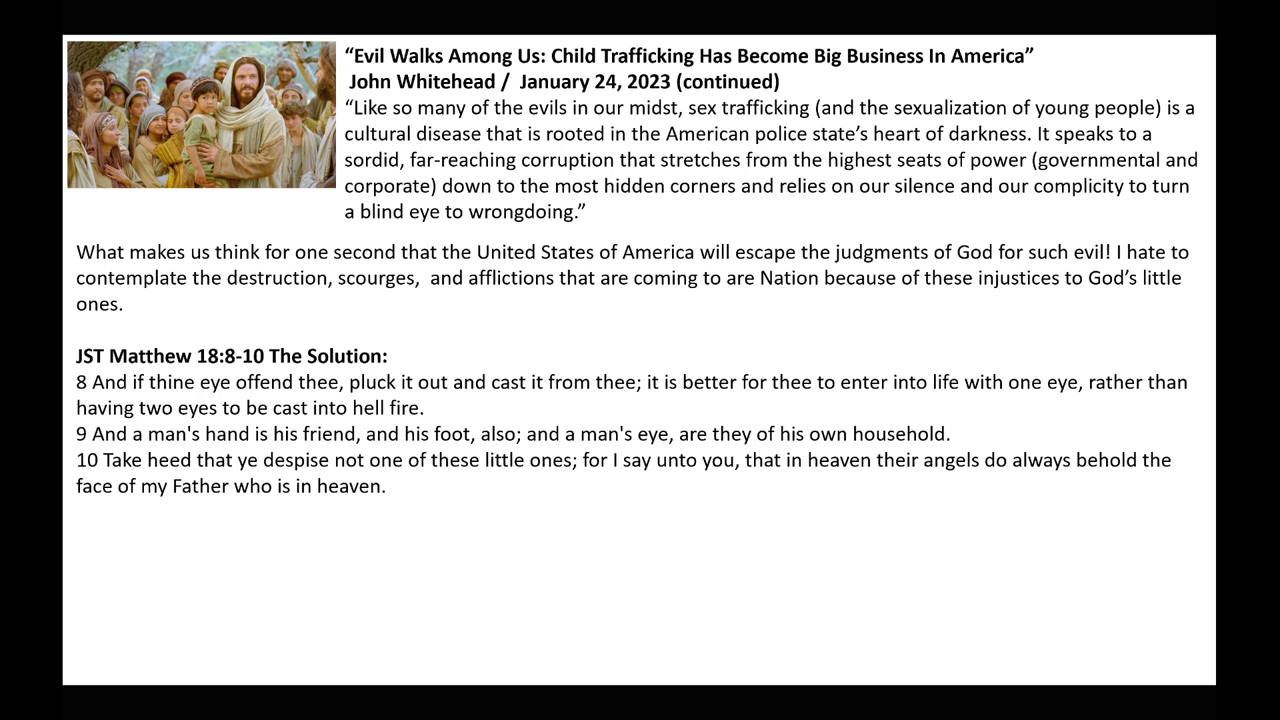 “Evil Walks Among Us: Child Trafficking Has Become Big Business In America”
John Whitehead / January 24, 2023 (continued)
“Like so many of the evils in our midst, sex trafficking (and the sexualization of young people) is a
cultural disease that is rooted in the American police state’s heart of darkness. It speaks to a
sordid, far-reaching corruption that stretches from the highest seats of power (governmental and
corporate) down to the most hidden corners and relies on our silence and our complicity to turn
a blind eye to wrongdoing.”
What makes us think for one second that the United States of America will escape the judgments of God for such evil! I hate to
contemplate the destruction, scourges,  and afflictions that are coming to are Nation because of these injustices to God’s little
ones.
JST Matthew 18:8-10 The Solution:
8 And if thine eye offend thee, pluck it out and cast it from thee; it is better for thee to enter into life with one eye, rather than
having two eyes to be cast into hell fire.
9 And a man's hand is his friend, and his foot, also; and a man's eye, are they of his own household.
10 Take heed that ye despise not one of these little ones; for I say unto you, that in heaven their angels do always behold the
face of my Father who is in heaven.